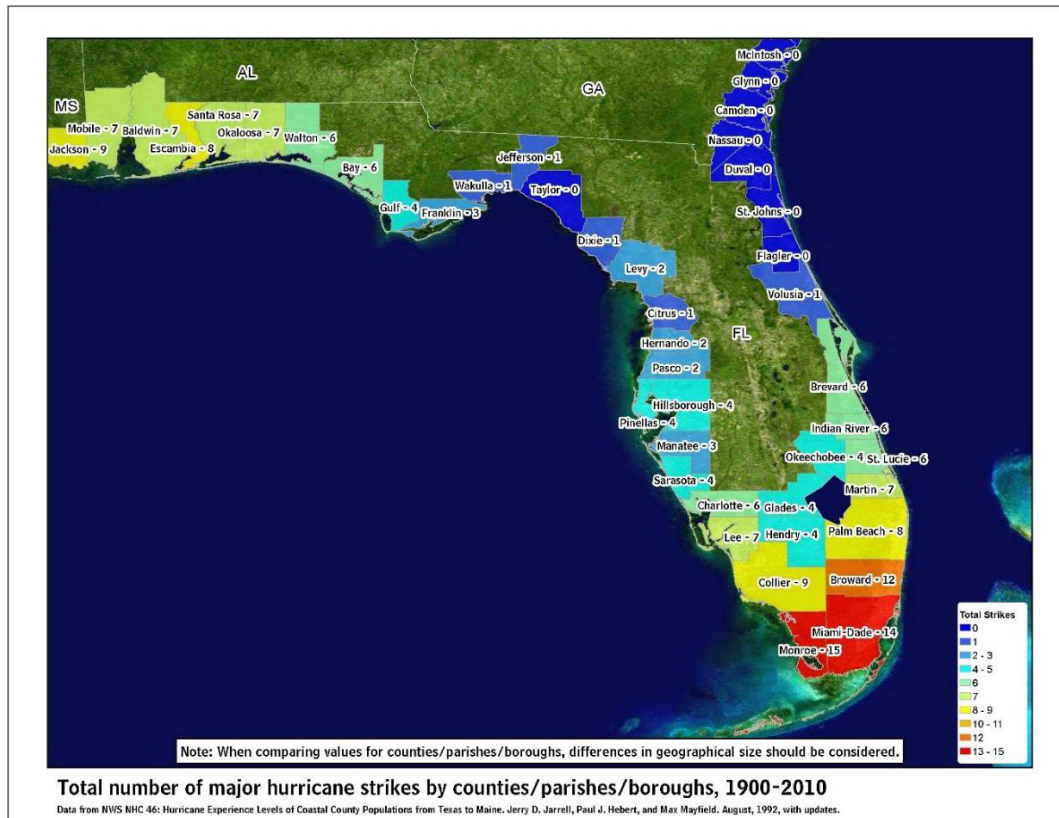 McIntosh - 0
Glynn - 0
AL
GA
Camden - 0
MS
Santa Rosa - 7
Mobile - 7
Baldwin - 7
Okaloosa - 7
Walton - 6
Nassau - 0
Jackson - 9
Escambia - 8
Jefferson - 1
Bay - 6
Duval - 0
Wakulla - 1
Taylor - 0
Gulf - 4
Franklin - 3
St. Johns - 0
Dixie - 1
Flagler - 0
Levy - 2
Volusia - 1
Citrus - 1
FL
Hernando - 2
Pasco - 2
Brevard - 6
Hillsborough - 4
Pinellas - 4
Indian River - 6
Manatee - 3
Okeechobee - 4
St. Lucie - 6
Sarasota - 4
Martin - 7
Charlotte - 6
Glades - 4
Palm Beach - 8
Lee - 7
Hendry - 4
Collier - 9
Broward - 12
Miami-Dade - 14
Monroe - 15
Total Strikes
0
1
2 - 3
4 - 5
6
7
8 - 9
10 - 11
12
13 - 15
Note: When comparing values for counties/parishes/boroughs, differences in geographical size should be considered.
Total number of major hurricane strikes by counties/parishes/boroughs, 1900-2010
Data from NWS NHC 46: Hurricane Experience Levels of Coastal County Populations from Texas to Maine. Jerry D. Jarrell, Paul J. Hebert, and Max Mayfield. August, 1992, with updates.